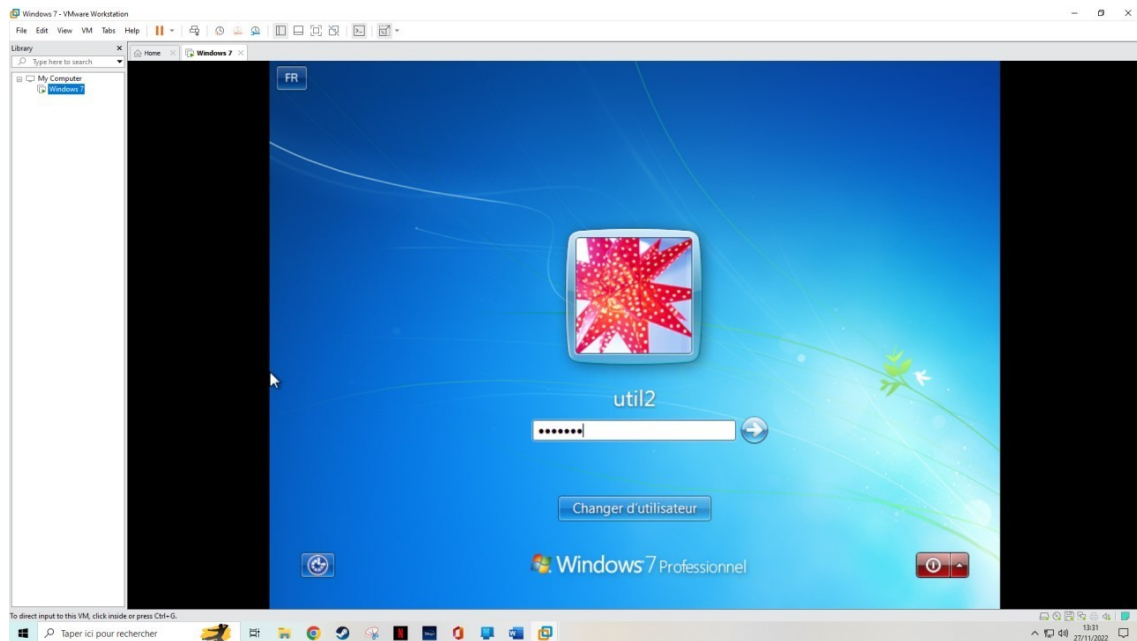 Windows 7 - VMware Workstation
File Edit View VM Tabs Help
Library
Type here to search
Home
Windows 7
My Computer
Windows 7
FR
util2
Changer d'utilisateur
Windows 7 Professionnel
To direct input to this VM, click inside or press Ctrl+G.
Taper ici pour rechercher
13:31
27/11/2022